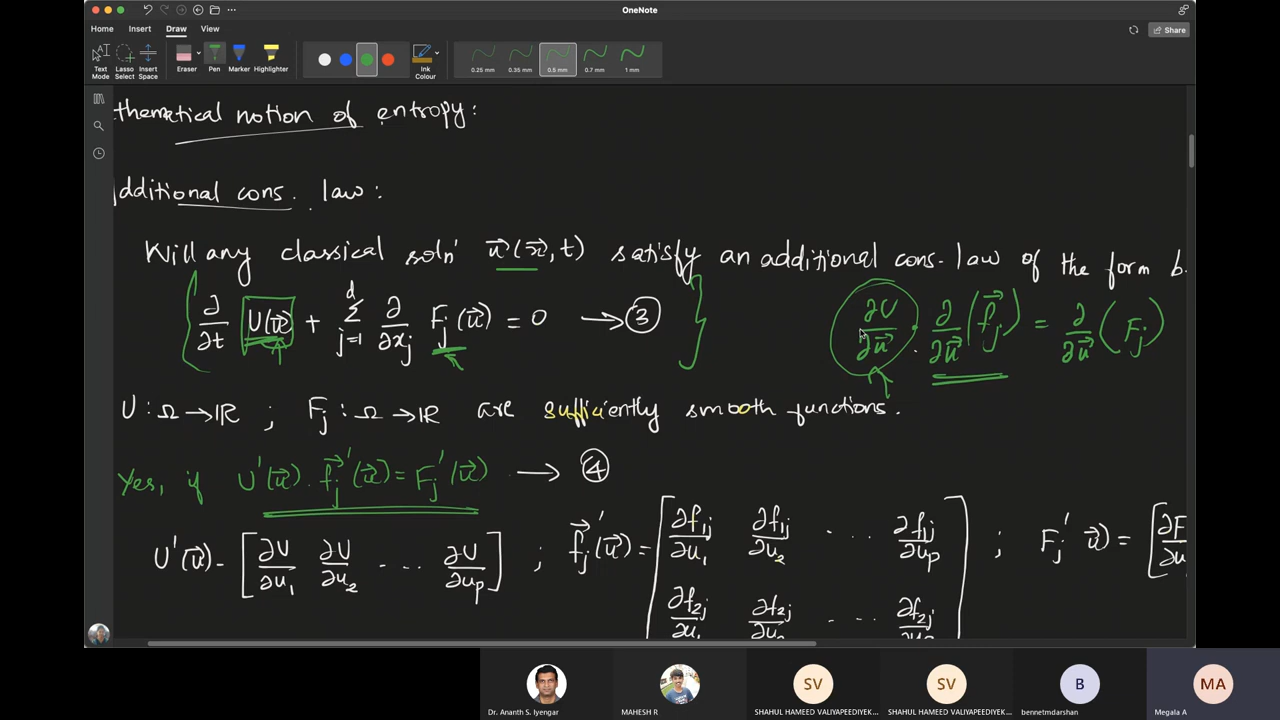 OneNote
Home Insert Draw View
Share
Text Mode Lasso Select Insert Space Eraser Pen Marker Highlighter Ink Colour 0.25 mm 0.35 mm 0.5 mm 0.7 mm 1 mm
thematical notion of entropy:
dditional cons. law:
Will any classical soln' u⃗(x⃗,t) satisfy an additional cons. law of the form b
{ ∂/∂t U(u⃗) + Σ_{j=1}^{d} ∂/∂x_j F_j(u⃗) = 0 → ③ }
∂U/∂u⃗ . ∂/∂u⃗ (f⃗_j) = ∂/∂u⃗ (F_j)
U : Ω → ℝ ; F_j : Ω → ℝ are sufficiently smooth functions.
Yes, if U'(u⃗) . f⃗_j'(u⃗) = F_j'(u⃗) → ④
U'(u⃗) - [ ∂U/∂u_1 ∂U/∂u_2 ... ∂U/∂u_p ] ; f⃗_j'(u⃗) = [ ∂f_1j/∂u_1 ∂f_1j/∂u_2 ... ∂f_1j/∂u_p ; F_j' u⃗) = [ ∂F/∂u
∂f_2j/∂u_1 ∂f_2j/∂u_2 ... ∂f_2j/∂u_p
SV SV B MA
Dr. Ananth S. Iyengar MAHESH R SHAHUL HAMEED VALIYAPEEDIYEK... SHAHUL HAMEED VALIYAPEEDIYEK... bennetmdarshan Megala A